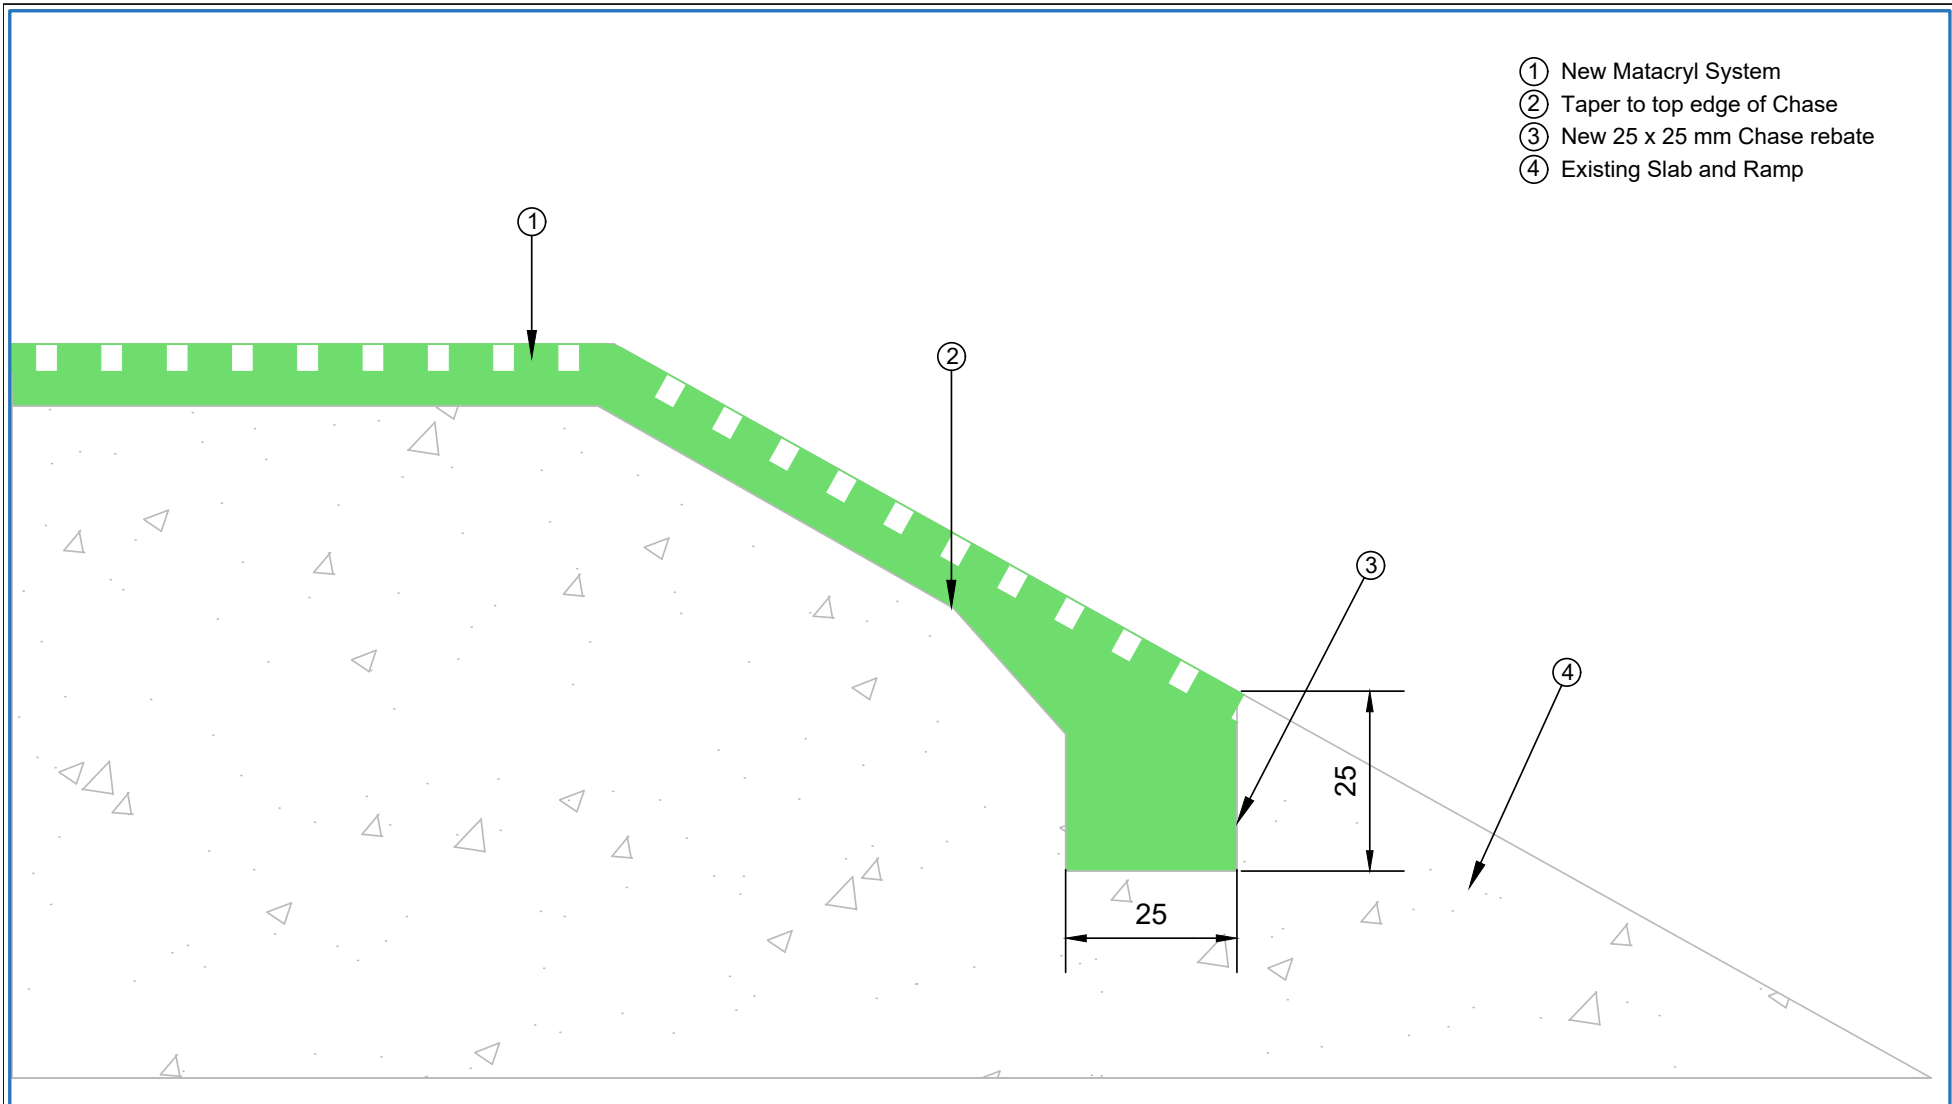 ① New Matacryl System
② Taper to top edge of Chase
③ New 25 x 25 mm Chase rebate
④ Existing Slab and Ramp
①
②
③
④
25
25